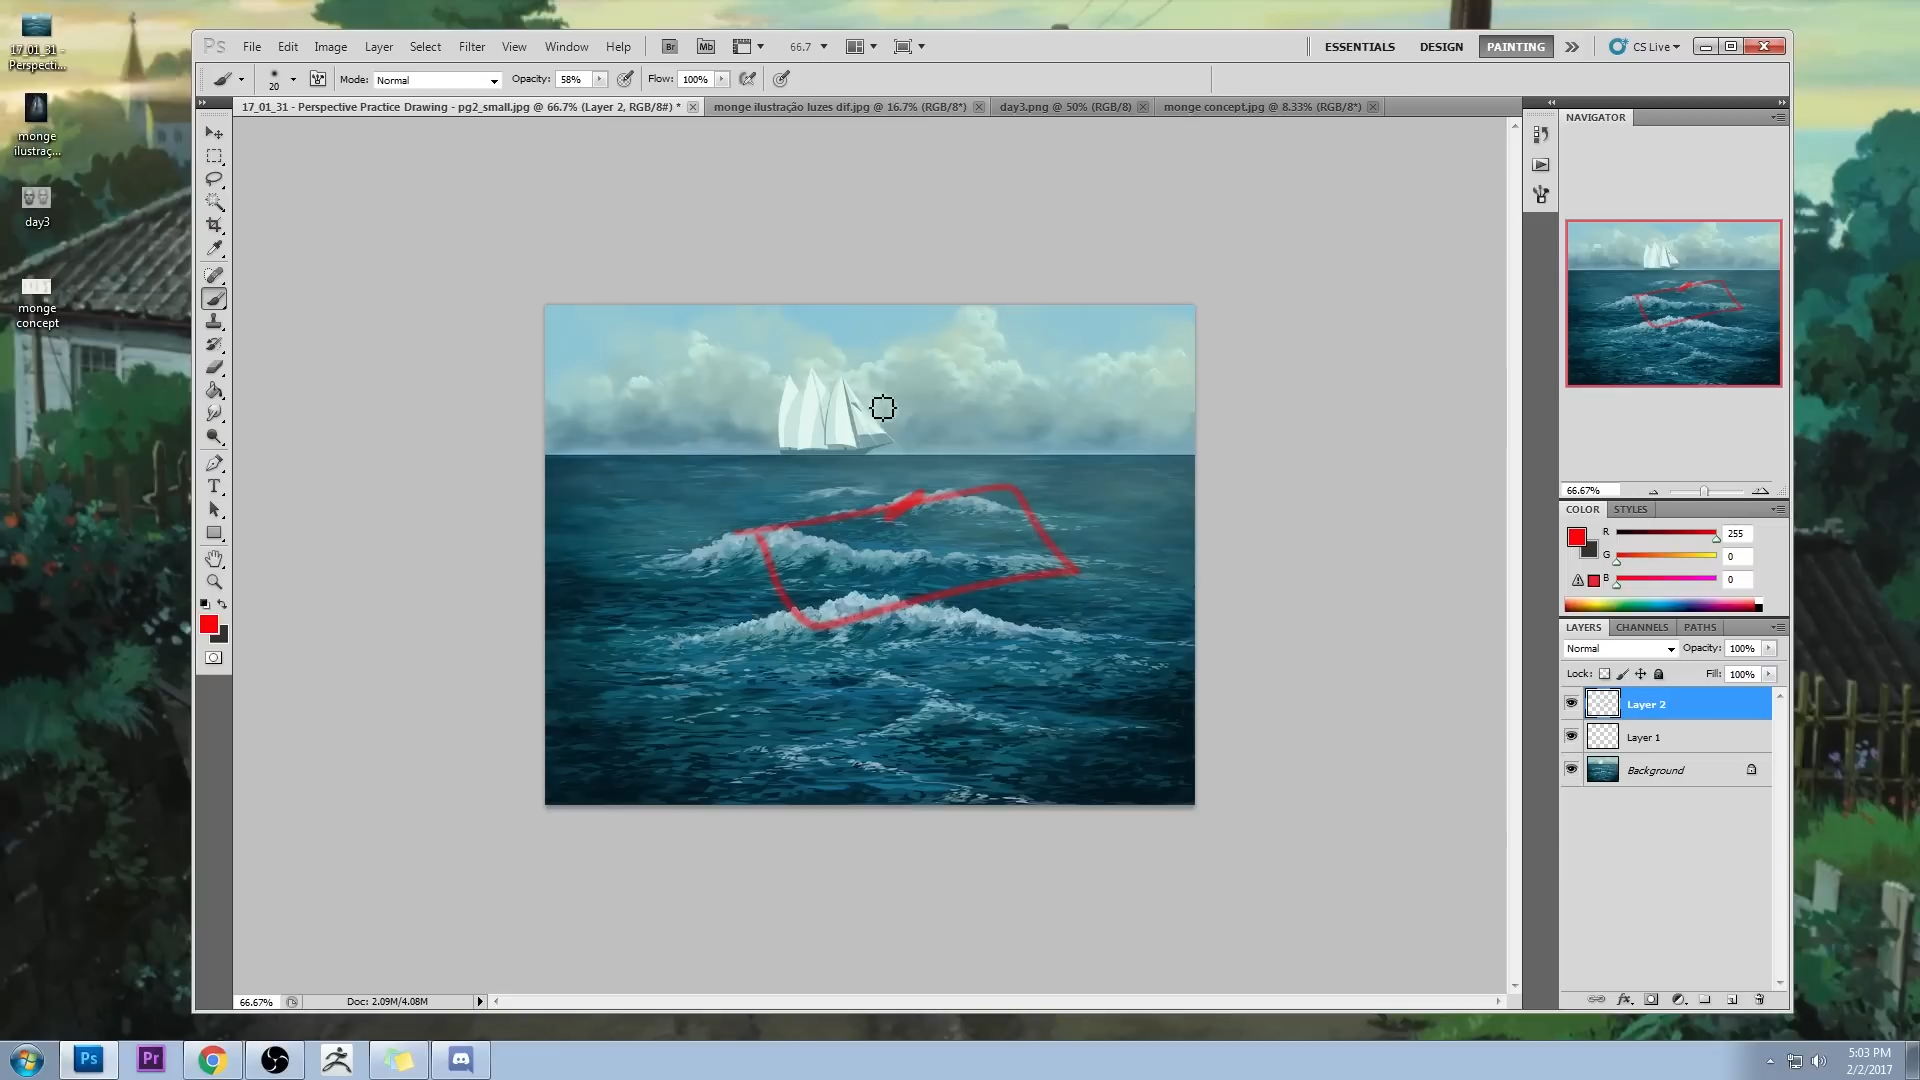 17_01_31 -
Perspecti...
monge
ilustraç...
day3
monge
concept
Ps File Edit Image Layer Select Filter View Window Help Br Mb 66.7 ESSENTIALS DESIGN PAINTING CS Live
20 Mode: Normal Opacity: 58% Flow: 100%
17_01_31 - Perspective Practice Drawing - pg2_small.jpg @ 66.7% (Layer 2, RGB/8#) * monge ilustração luzes dif.jpg @ 16.7% (RGB/8*) day3.png @ 50% (RGB/8) monge concept.jpg @ 8.33% (RGB/8*)
NAVIGATOR
66.67%
COLOR STYLES
R 255
G 0
B 0
LAYERS CHANNELS PATHS
Normal Opacity: 100%
Lock: Fill: 100%
Layer 2
Layer 1
Background
fx
T
66.67% Doc: 2.09M/4.08M
Ps Pr
5:03 PM
2/2/2017